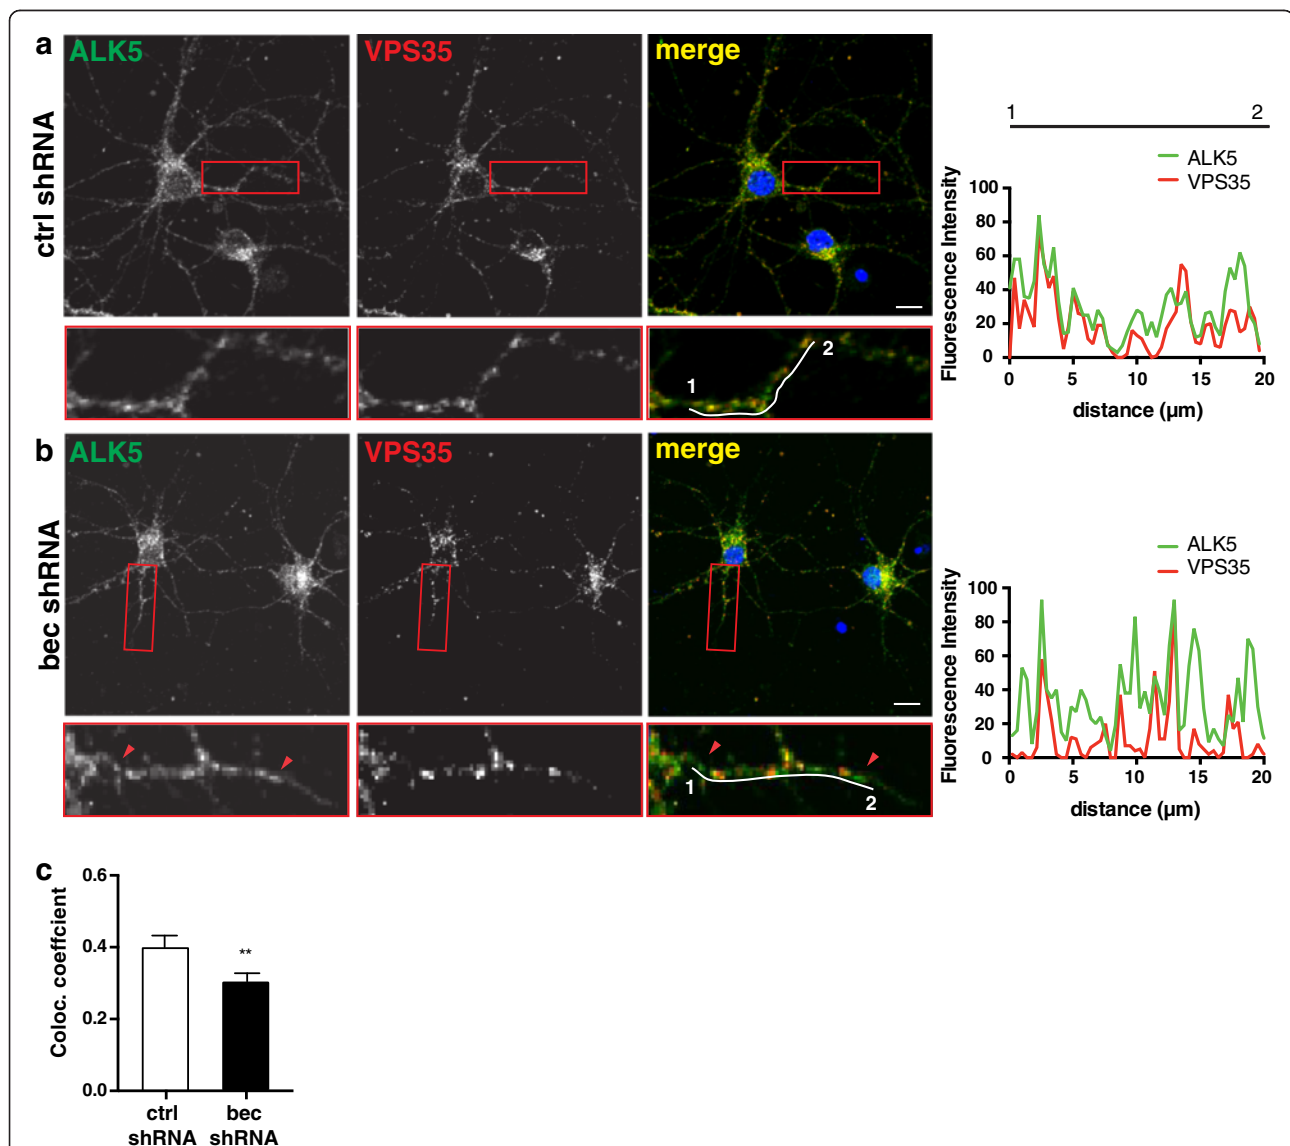 a
ctrl shRNA
ALK5
VPS35
merge
1
2
1 2
ALK5
VPS35
Fluorescence Intensity
100
80
60
40
20
0
0 5 10 15 20
distance (µm)
b
bec shRNA
ALK5
VPS35
merge
1
2
ALK5
VPS35
Fluorescence Intensity
100
80
60
40
20
0
0 5 10 15 20
distance (µm)
c
Coloc. coeffcient
0.6
0.4
0.2
0.0
**
ctrl shRNA
bec shRNA